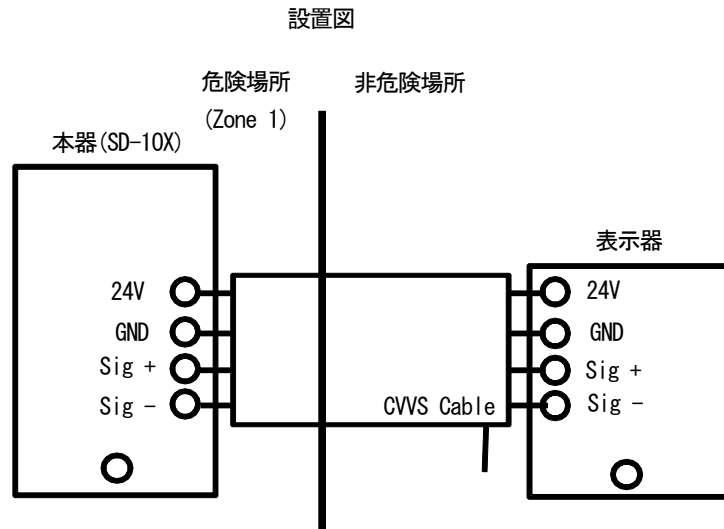 設置図
危険場所
(Zone 1)
非危険場所
本器(SD-10X)
表示器
24V
GND
Sig +
Sig -
CVVS Cable
24V
GND
Sig +
Sig -